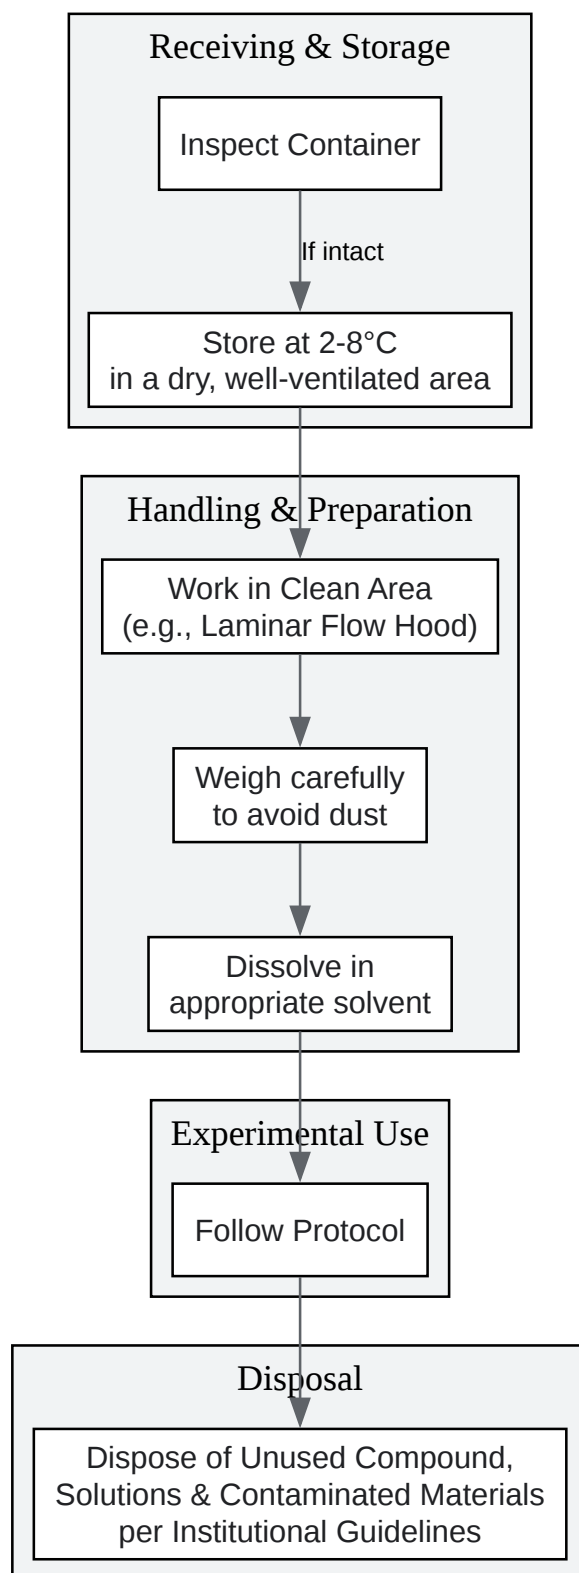 Receiving & Storage
Inspect Container
If intact
Store at 2-8°C
in a dry, well-ventilated area
Handling & Preparation
Work in Clean Area
(e.g., Laminar Flow Hood)
Weigh carefully
to avoid dust
Dissolve in
appropriate solvent
Experimental Use
Follow Protocol
Disposal
Dispose of Unused Compound,
Solutions & Contaminated Materials
per Institutional Guidelines